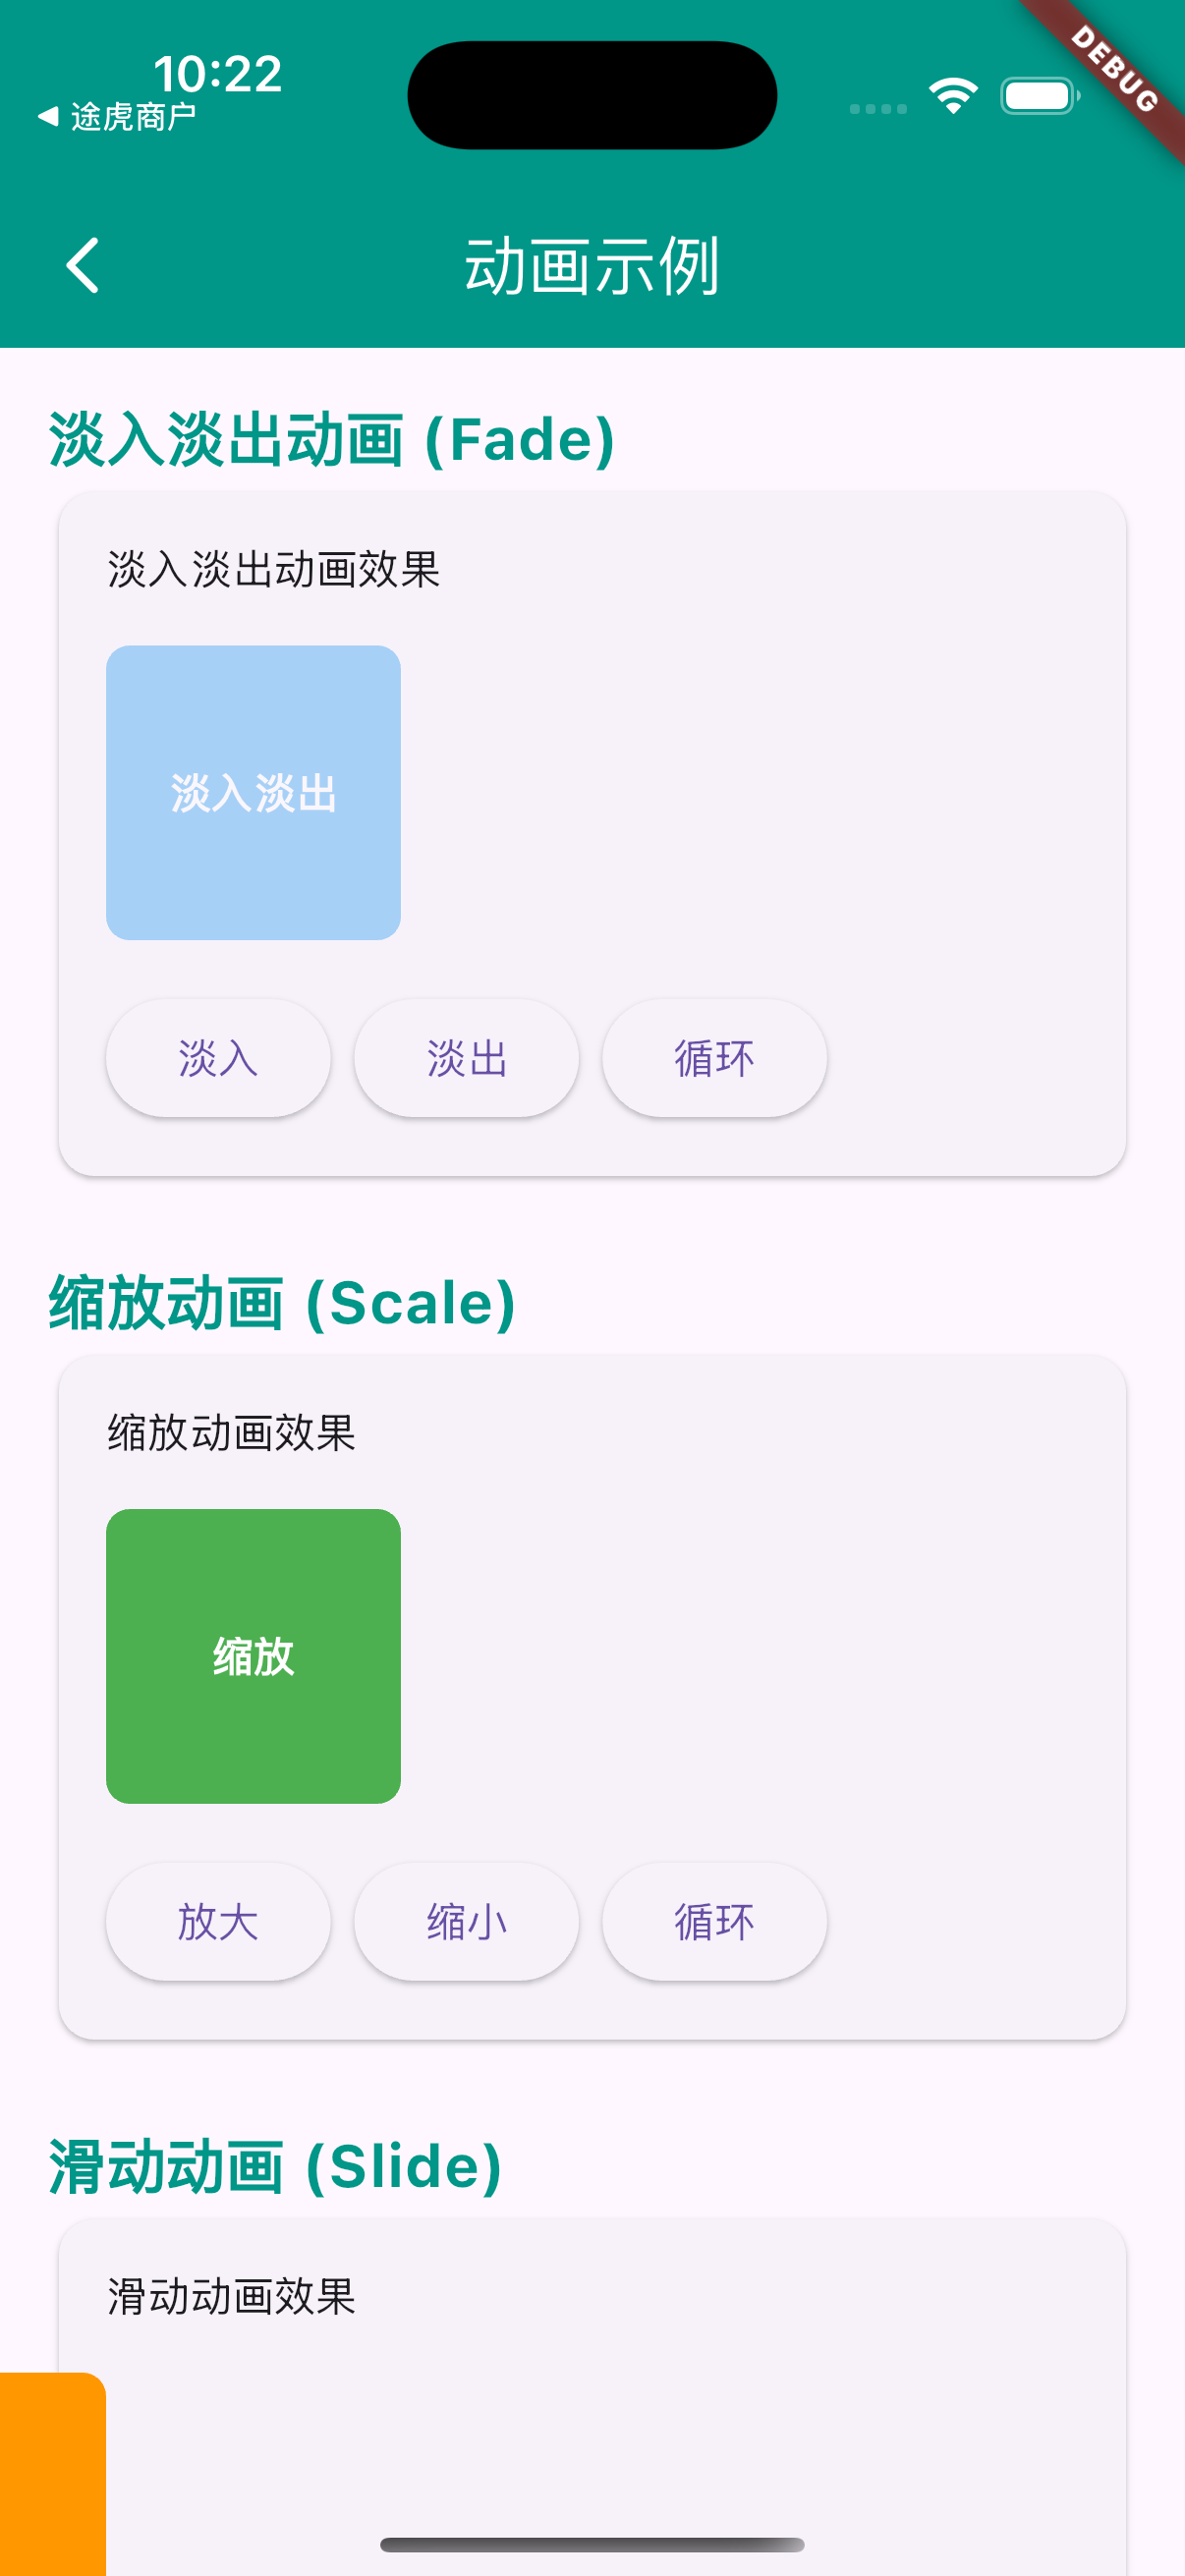 10:22
途虎商户
DEBUG
动画示例
淡入淡出动画 (Fade)
淡入淡出动画效果
淡入淡出
淡入 淡出 循环
缩放动画 (Scale)
缩放动画效果
缩放
放大 缩小 循环
滑动动画 (Slide)
滑动动画效果